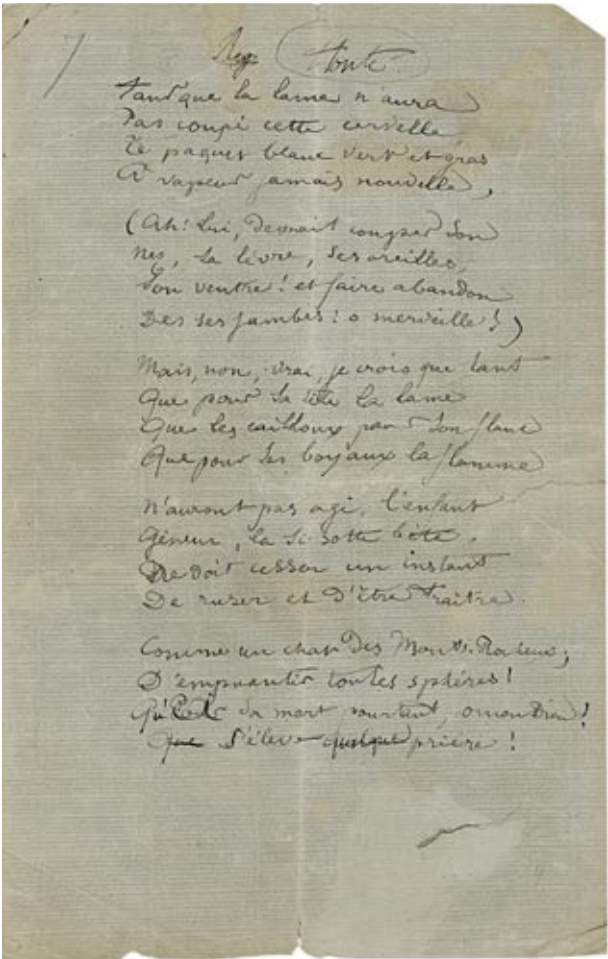 7 Honte.
Tant que la lame n'aura
Pas coupé cette cervelle,
Ce paquet blanc vert et gras
A vapeur jamais nouvelle,
(Ah! Lui, devrait couper son
Nez, sa lèvre, ses oreilles,
Son ventre! et faire abandon
Des ses jambes! o merveille!)
Mais, non, vrai, je crois que tant
Que pour sa tête la lame
Que les cailloux pour son flanc
Que pour ses boyaux la flamme
N'auront pas agi, l'enfant
Gêneur, la si sotte bête,
Ne doit cesser un instant
De ruser et d'être traître.
Comme un chat des Monts-Rocheux;
D'empuantir toutes sphères!
Qu'à sa mort pourtant, o mon Dieu!
Que S'élève quelque prière!